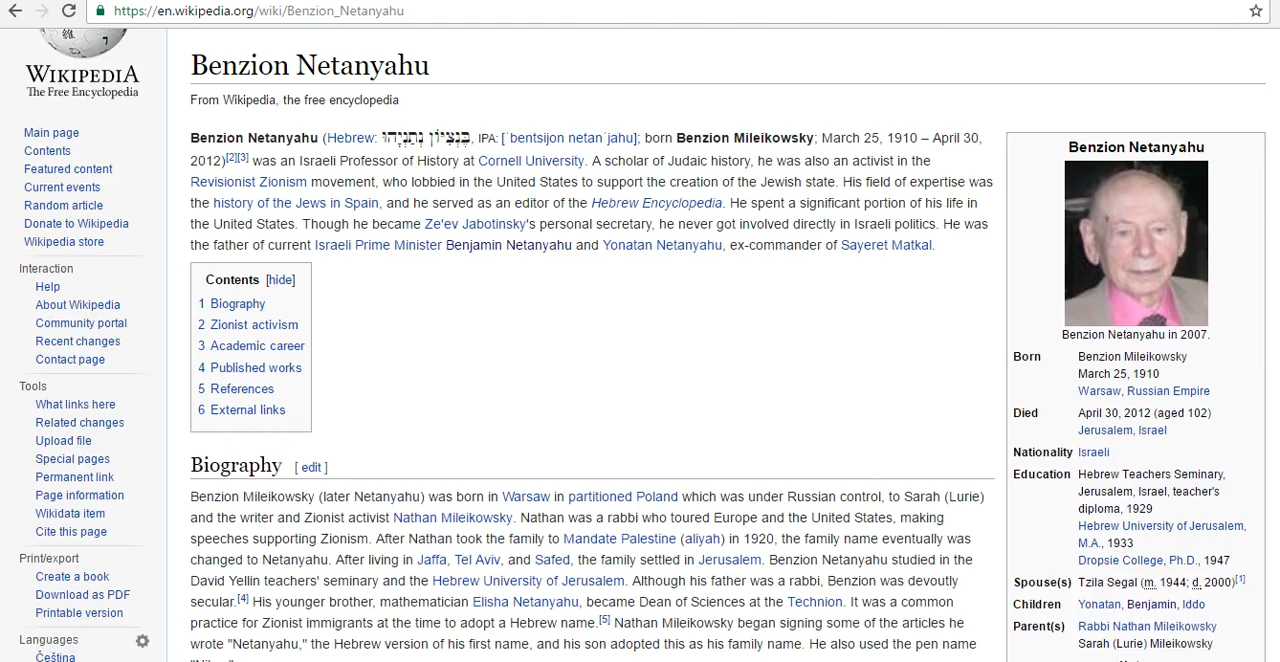 https://en.wikipedia.org/wiki/Benzion_Netanyahu
WIKIPEDIA
The Free Encyclopedia
Main page
Contents
Featured content
Current events
Random article
Donate to Wikipedia
Wikipedia store
Interaction
Help
About Wikipedia
Community portal
Recent changes
Contact page
Tools
What links here
Related changes
Upload file
Special pages
Permanent link
Page information
Wikidata item
Cite this page
Print/export
Create a book
Download as PDF
Printable version
Languages
Čeština
Benzion Netanyahu
From Wikipedia, the free encyclopedia
Benzion Netanyahu (Hebrew: בֶּנְצִיּוֹן נְתַנְיָהוּ, IPA: [ˈbentsijon netanˈjahu]; born Benzion Mileikowsky; March 25, 1910 – April 30,
2012)[2][3] was an Israeli Professor of History at Cornell University. A scholar of Judaic history, he was also an activist in the
Revisionist Zionism movement, who lobbied in the United States to support the creation of the Jewish state. His field of expertise was
the history of the Jews in Spain, and he served as an editor of the Hebrew Encyclopedia. He spent a significant portion of his life in
the United States. Though he became Ze'ev Jabotinsky's personal secretary, he never got involved directly in Israeli politics. He was
the father of current Israeli Prime Minister Benjamin Netanyahu and Yonatan Netanyahu, ex-commander of Sayeret Matkal.
Contents [hide]
1 Biography
2 Zionist activism
3 Academic career
4 Published works
5 References
6 External links
Biography [ edit ]
Benzion Mileikowsky (later Netanyahu) was born in Warsaw in partitioned Poland which was under Russian control, to Sarah (Lurie)
and the writer and Zionist activist Nathan Mileikowsky. Nathan was a rabbi who toured Europe and the United States, making
speeches supporting Zionism. After Nathan took the family to Mandate Palestine (aliyah) in 1920, the family name eventually was
changed to Netanyahu. After living in Jaffa, Tel Aviv, and Safed, the family settled in Jerusalem. Benzion Netanyahu studied in the
David Yellin teachers' seminary and the Hebrew University of Jerusalem. Although his father was a rabbi, Benzion was devoutly
secular.[4] His younger brother, mathematician Elisha Netanyahu, became Dean of Sciences at the Technion. It was a common
practice for Zionist immigrants at the time to adopt a Hebrew name.[5] Nathan Mileikowsky began signing some of the articles he
wrote "Netanyahu," the Hebrew version of his first name, and his son adopted this as his family name. He also used the pen name
Benzion Netanyahu
Benzion Netanyahu in 2007.
Born Benzion Mileikowsky
March 25, 1910
Warsaw, Russian Empire
Died April 30, 2012 (aged 102)
Jerusalem, Israel
Nationality Israeli
Education Hebrew Teachers Seminary,
Jerusalem, Israel, teacher's
diploma, 1929
Hebrew University of Jerusalem,
M.A., 1933
Dropsie College, Ph.D., 1947
Spouse(s) Tzila Segal (m. 1944; d. 2000)[1]
Children Yonatan, Benjamin, Iddo
Parent(s) Rabbi Nathan Mileikowsky
Sarah (Lurie) Mileikowsky